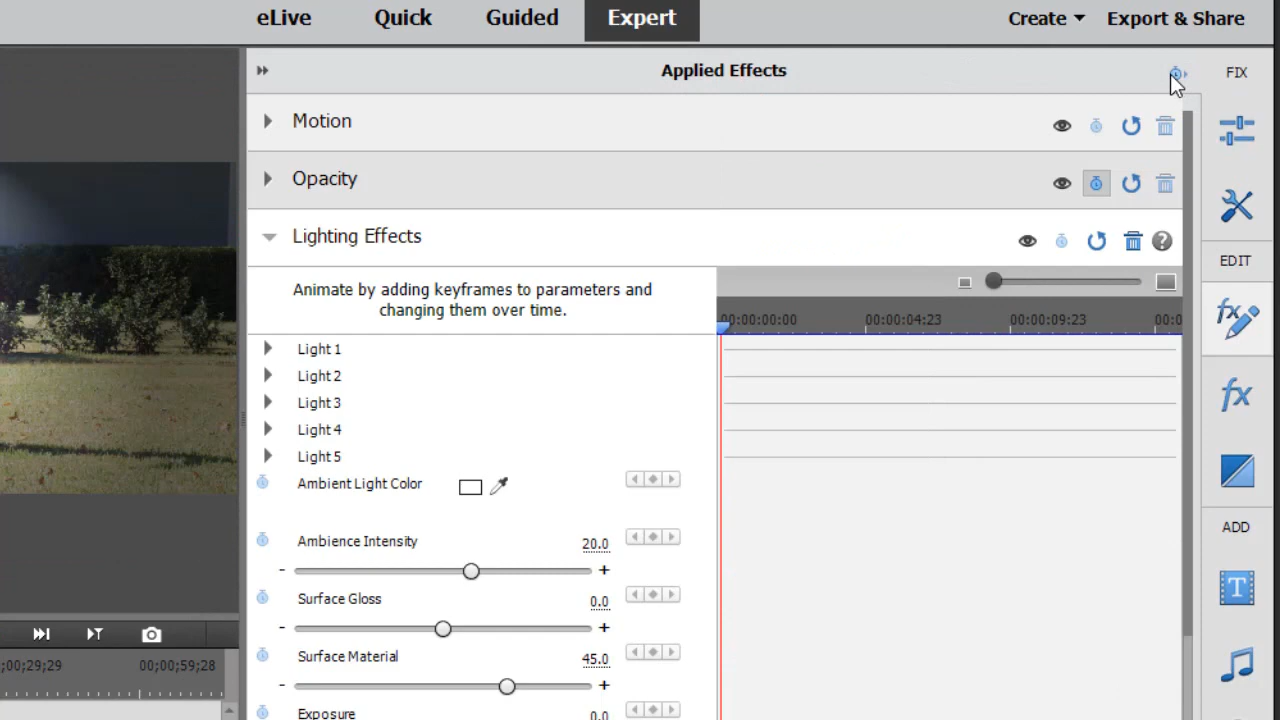 eLive Quick Guided Expert Create Export & Share
Applied Effects FIX
Motion
Opacity
Lighting Effects
EDIT
Animate by adding keyframes to parameters and
changing them over time.
00:00:00:00 00:00:04:23 00:00:09:23 00:0
fx
Light 1
Light 2
Light 3
Light 4
Light 5
fx
Ambient Light Color
ADD
Ambience Intensity 20.0
- +
T
Surface Gloss 0.0
- +
Surface Material 45.0
;00;29;29 00;00;59;28
- +
Exposure 0.0